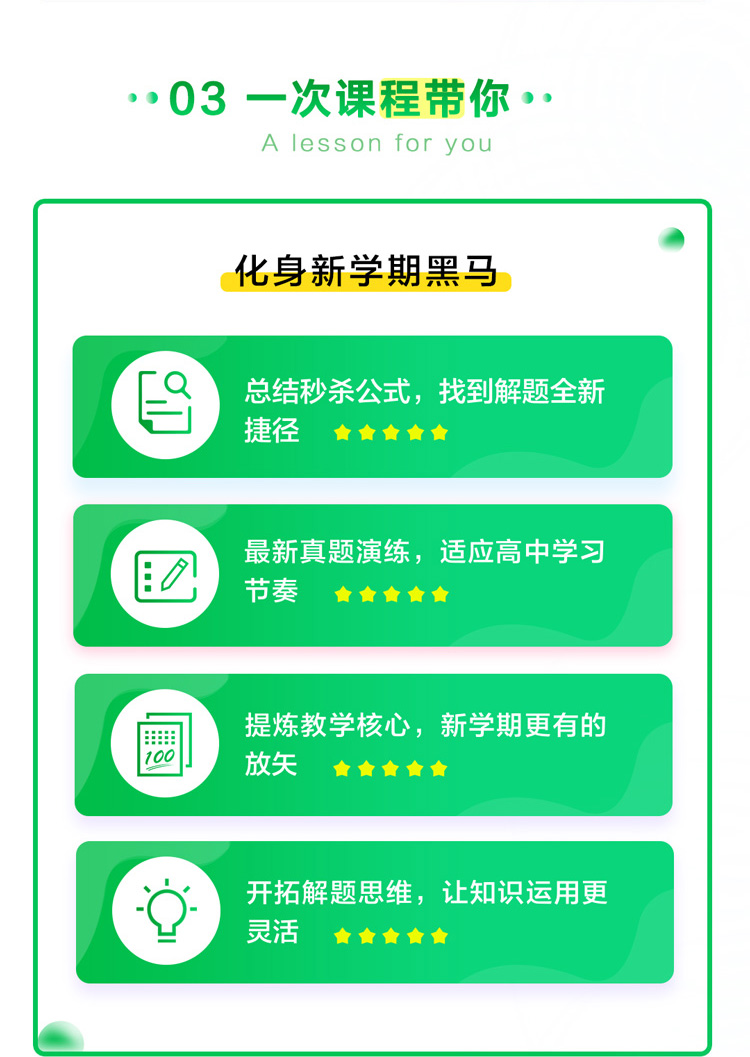 03 一次课程带你
A lesson for you
化身新学期黑马
总结秒杀公式，找到解题全新
捷径
最新真题演练，适应高中学习
节奏
提炼教学核心，新学期更有的
放矢
100
开拓解题思维，让知识运用更
灵活